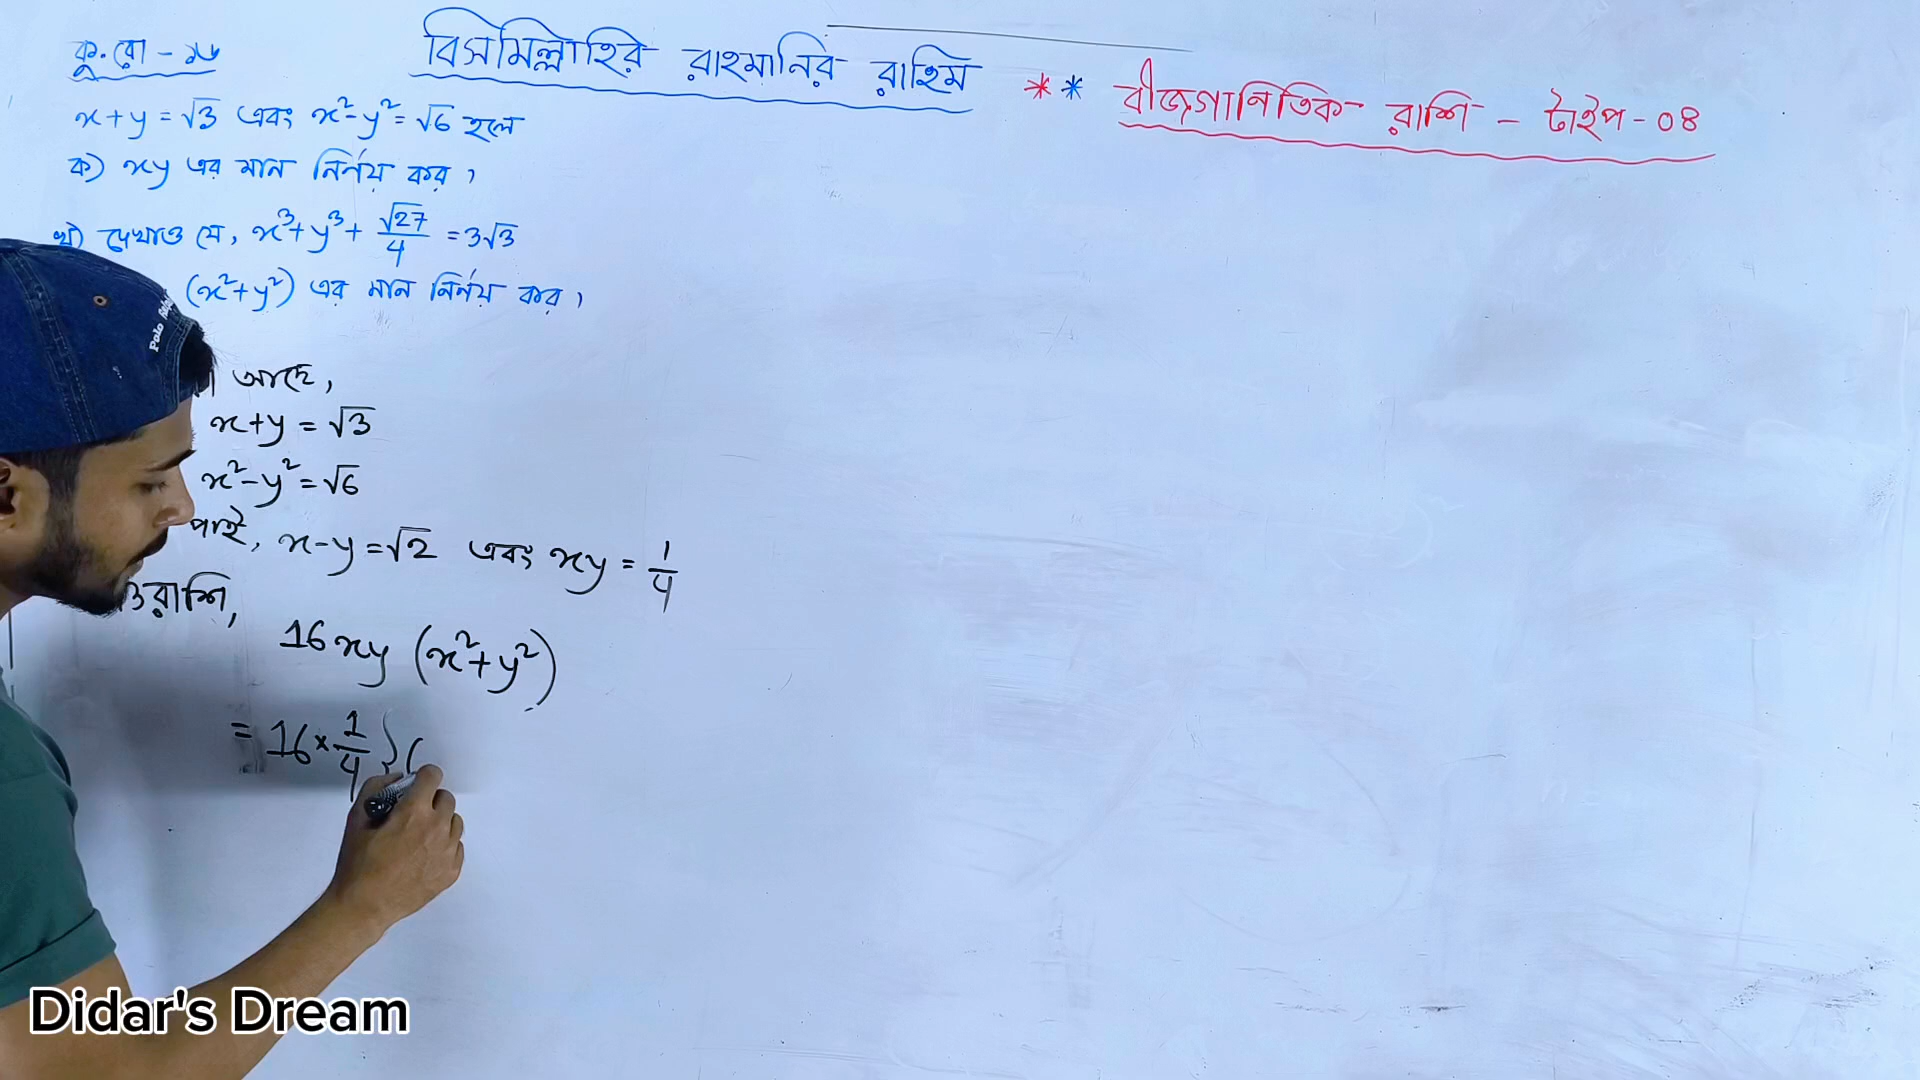 কু.বো - ১৬
বিসমিল্লাহির রাহমানির রাহিম
** বীজগাণিতিক রাশি - টাইপ - ০৪
x + y = √3 এবং x² - y² = √6 হলে
ক) xy এর মান নির্ণয় কর।
খ) দেখাও যে, x³ + y³ + √27/4 = 3√3
(x² + y²) এর মান নির্ণয় কর।
আছে,
x + y = √3
x² - y² = √6
পাই, x - y = √2 এবং xy = 1/4
রাশি,
16xy (x² + y²)
= 16 × 1/4 {(
Polo
Didar's Dream